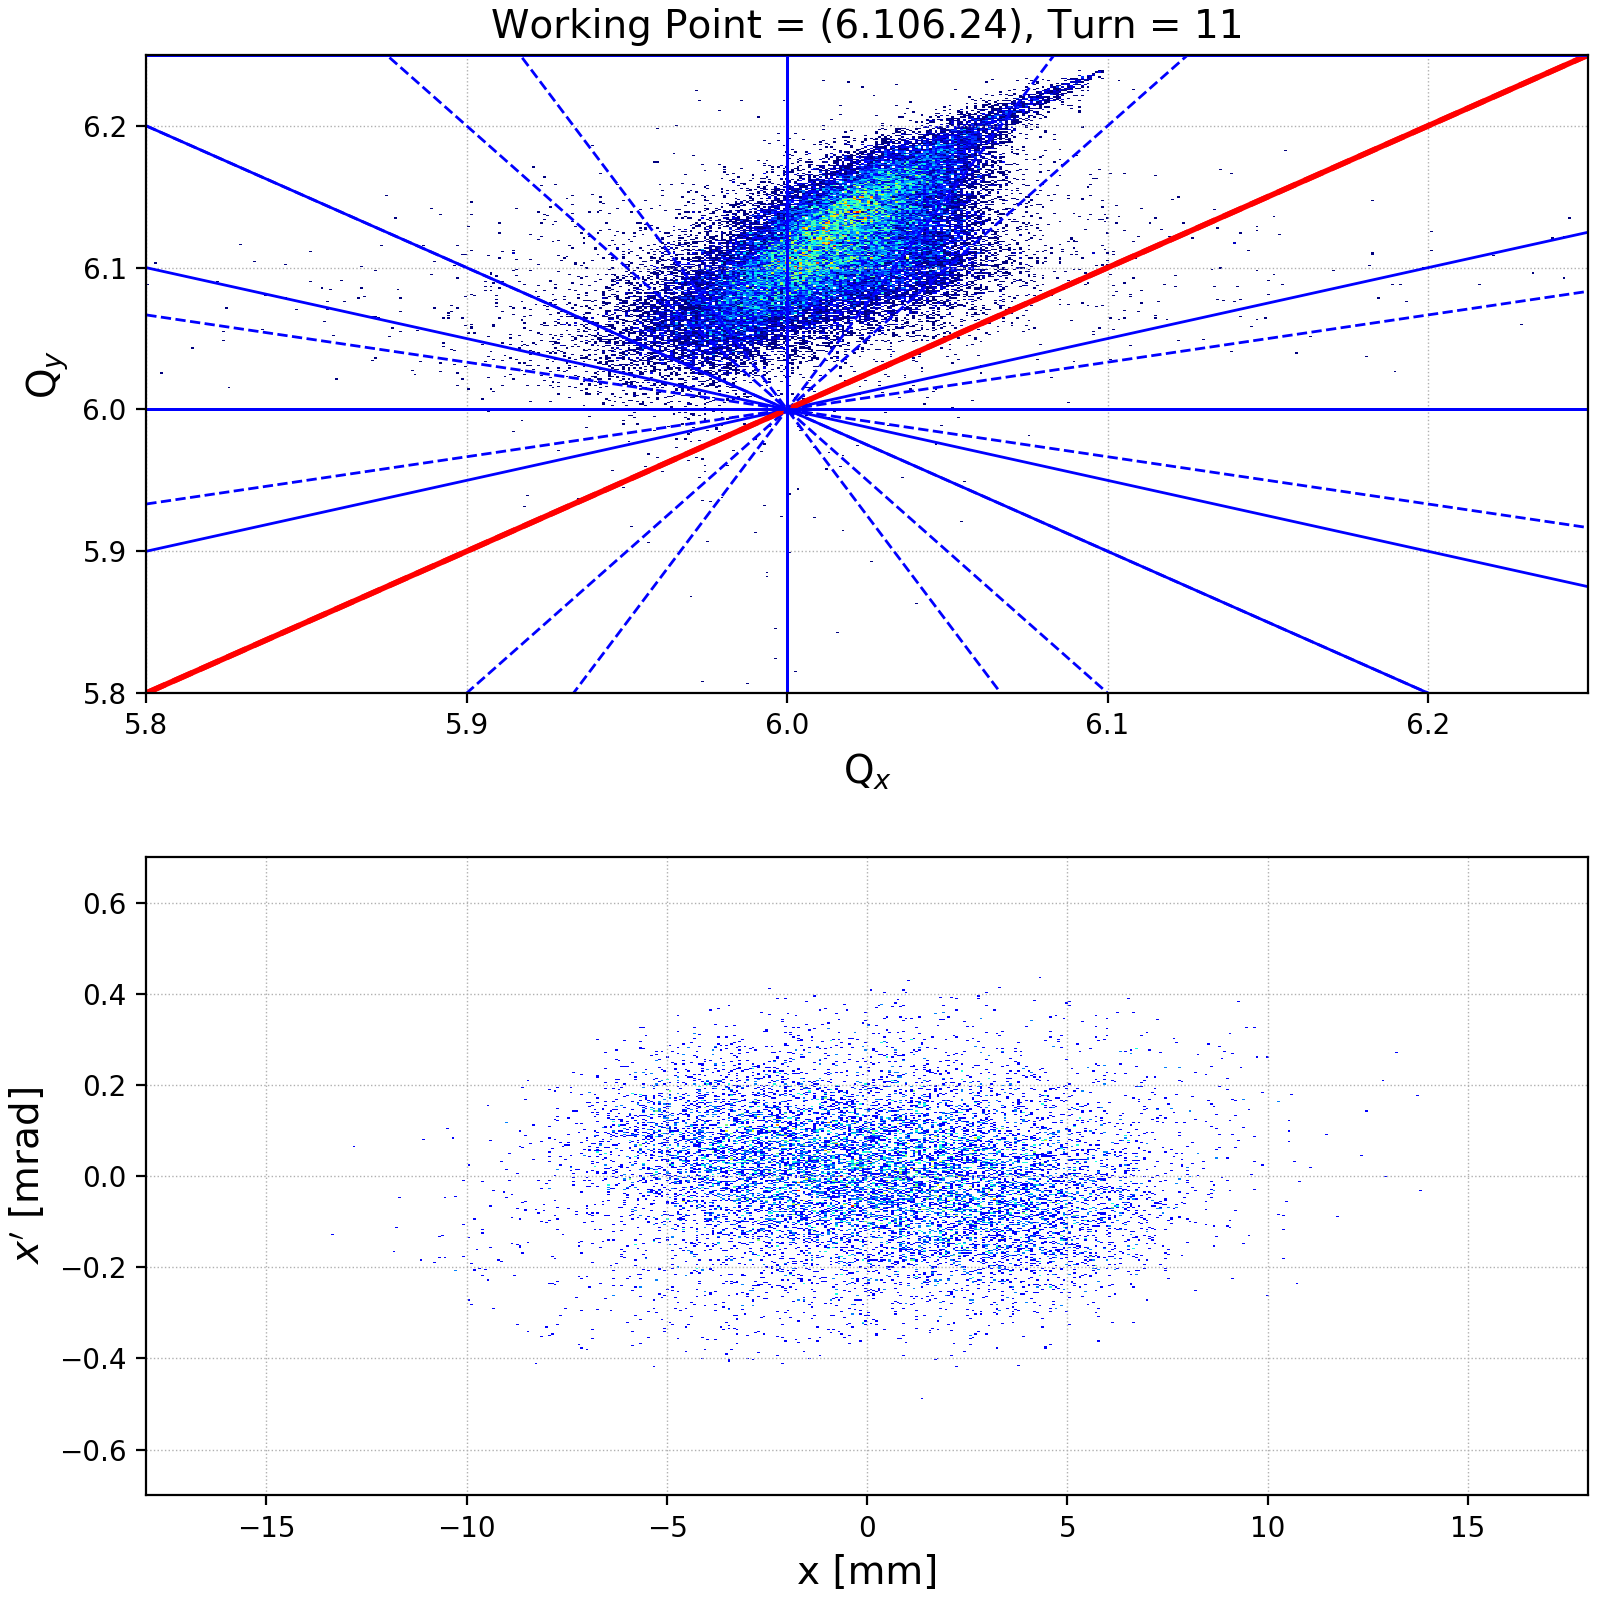 Working Point = (6.106.24), Turn = 11
6.2
6.1
6.0
5.9
5.8
Q_y
5.8 5.9 6.0 6.1 6.2
Q_x
0.6
0.4
0.2
0.0
−0.2
−0.4
−0.6
x′ [mrad]
−15 −10 −5 0 5 10 15
x [mm]